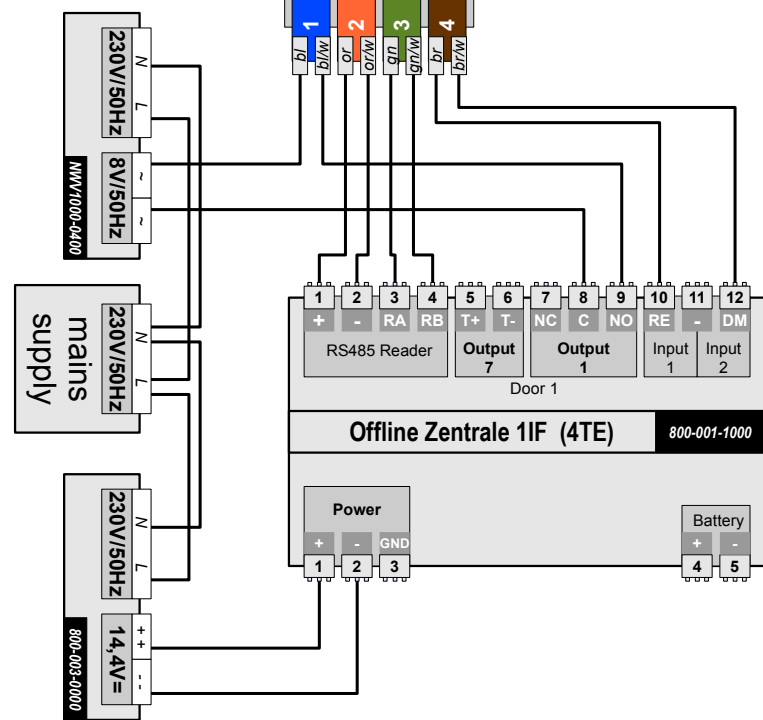 1 2 3 4
bl bl/w or or/w gn gn/w br br/w
230V/50Hz
N L
8V/50Hz
~ ~
NWV1000-0400
mains
supply
230V/50Hz
N L
230V/50Hz
N L
14,4V=
++ --
800-003-0000
1 2 3 4 5 6 7 8 9 10 11 12
+ - RA RB T+ T- NC C NO RE - DM
RS485 Reader
Output
7
Output
1
Input
1
Input
2
Door 1
Offline Zentrale 1IF (4TE) 800-001-1000
Power
+ - GND
1 2 3
Battery
+ -
4 5